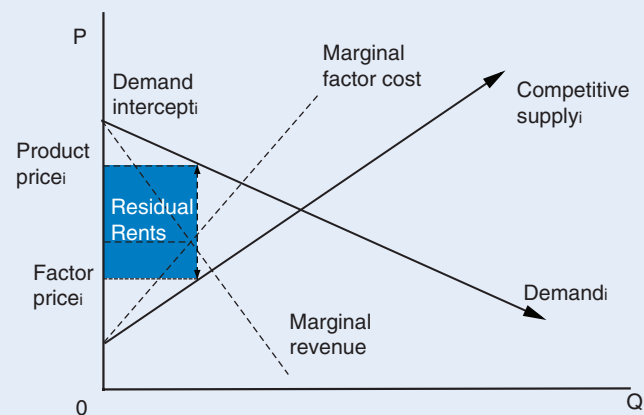 P
Marginal
factor cost
Demand
intercepti
Competitive
supplyi
Product
pricei
Residual
Rents
Factor
pricei
Demandi
Marginal
revenue
0
Q